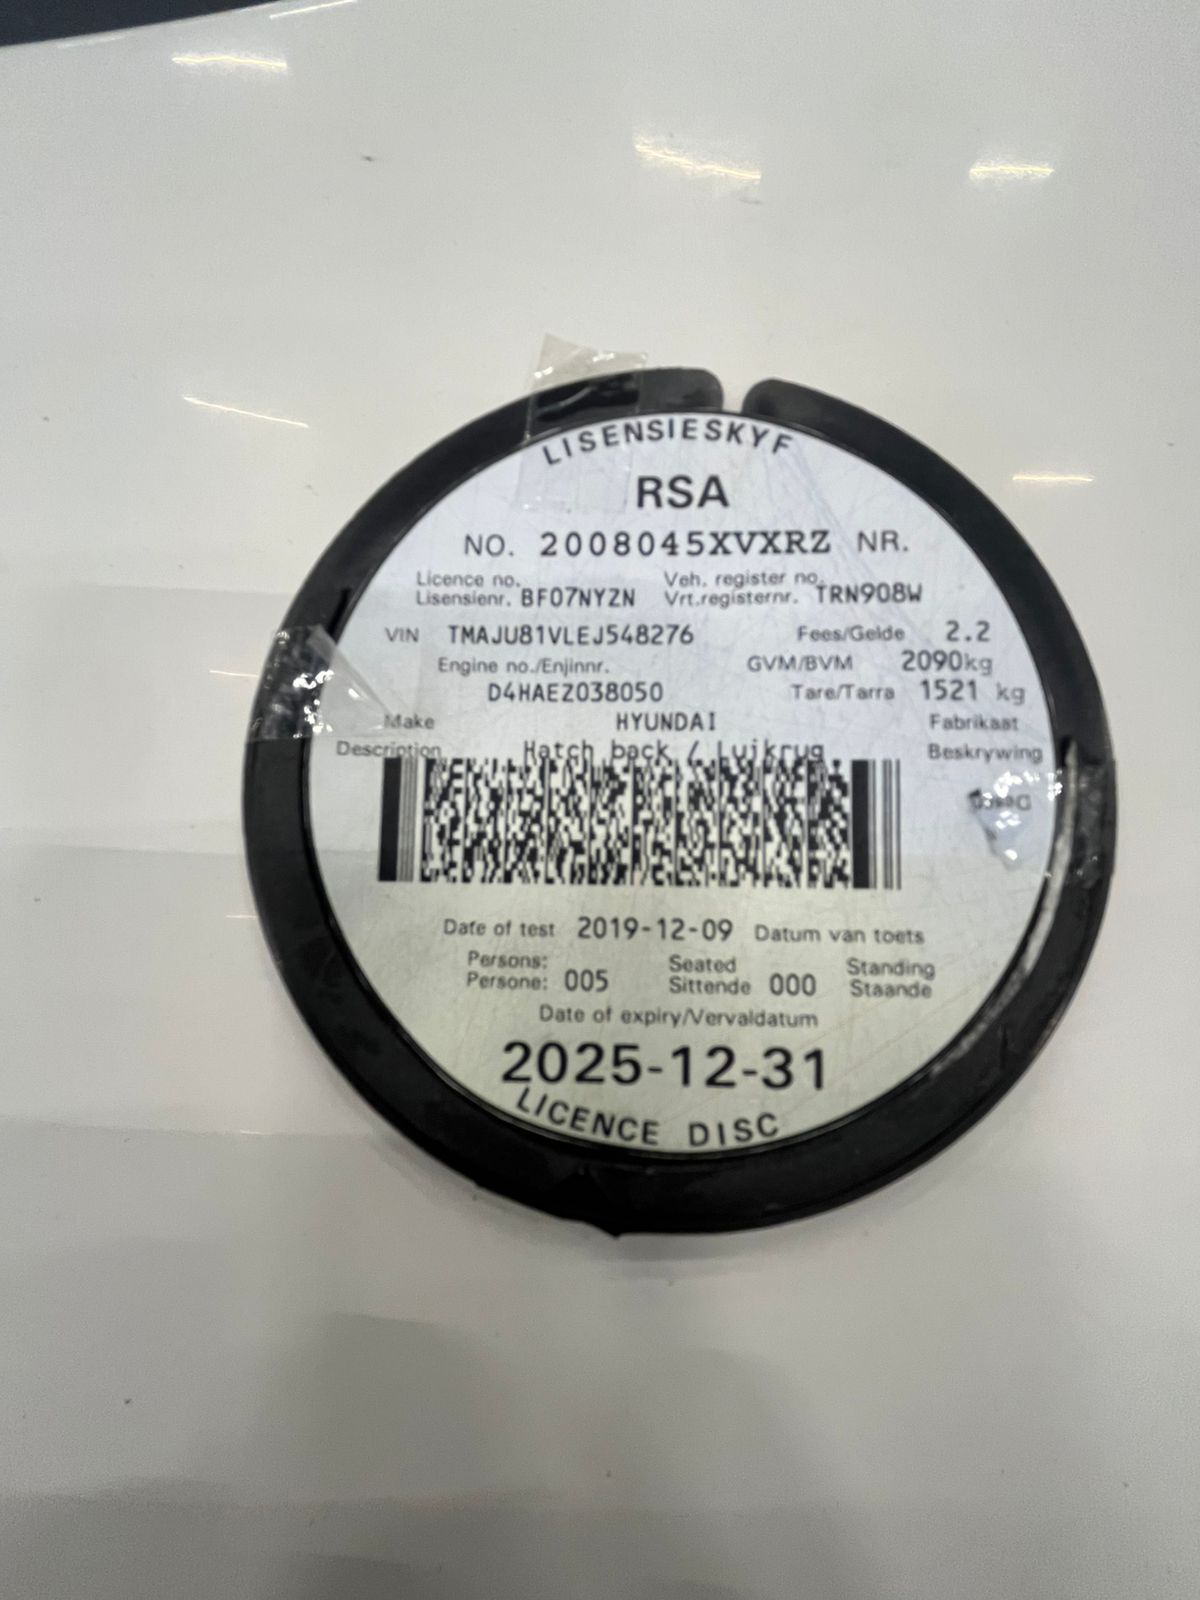 LISENSIESKYF
RSA
NO. 2008045XVXRZ NR.
Licence no. Veh. register no.
Lisensienr. BF07NYZN Vrt.registernr. TRN908W
VIN TMAJU81VLEJ548276 Fees/Gelde 2.2
Engine no./Enjinnr. GVM/BVM 2090kg
D4HAEZ038050 Tare/Tarra 1521 kg
Make HYUNDAI Fabrikaat
Description Hatch back / Luikrug Beskrywing
Date of test 2019-12-09 Datum van toets
Persons: Seated Standing
Persone: 005 Sittende 000 Staande
Date of expiry/Vervaldatum
2025-12-31
LICENCE DISC